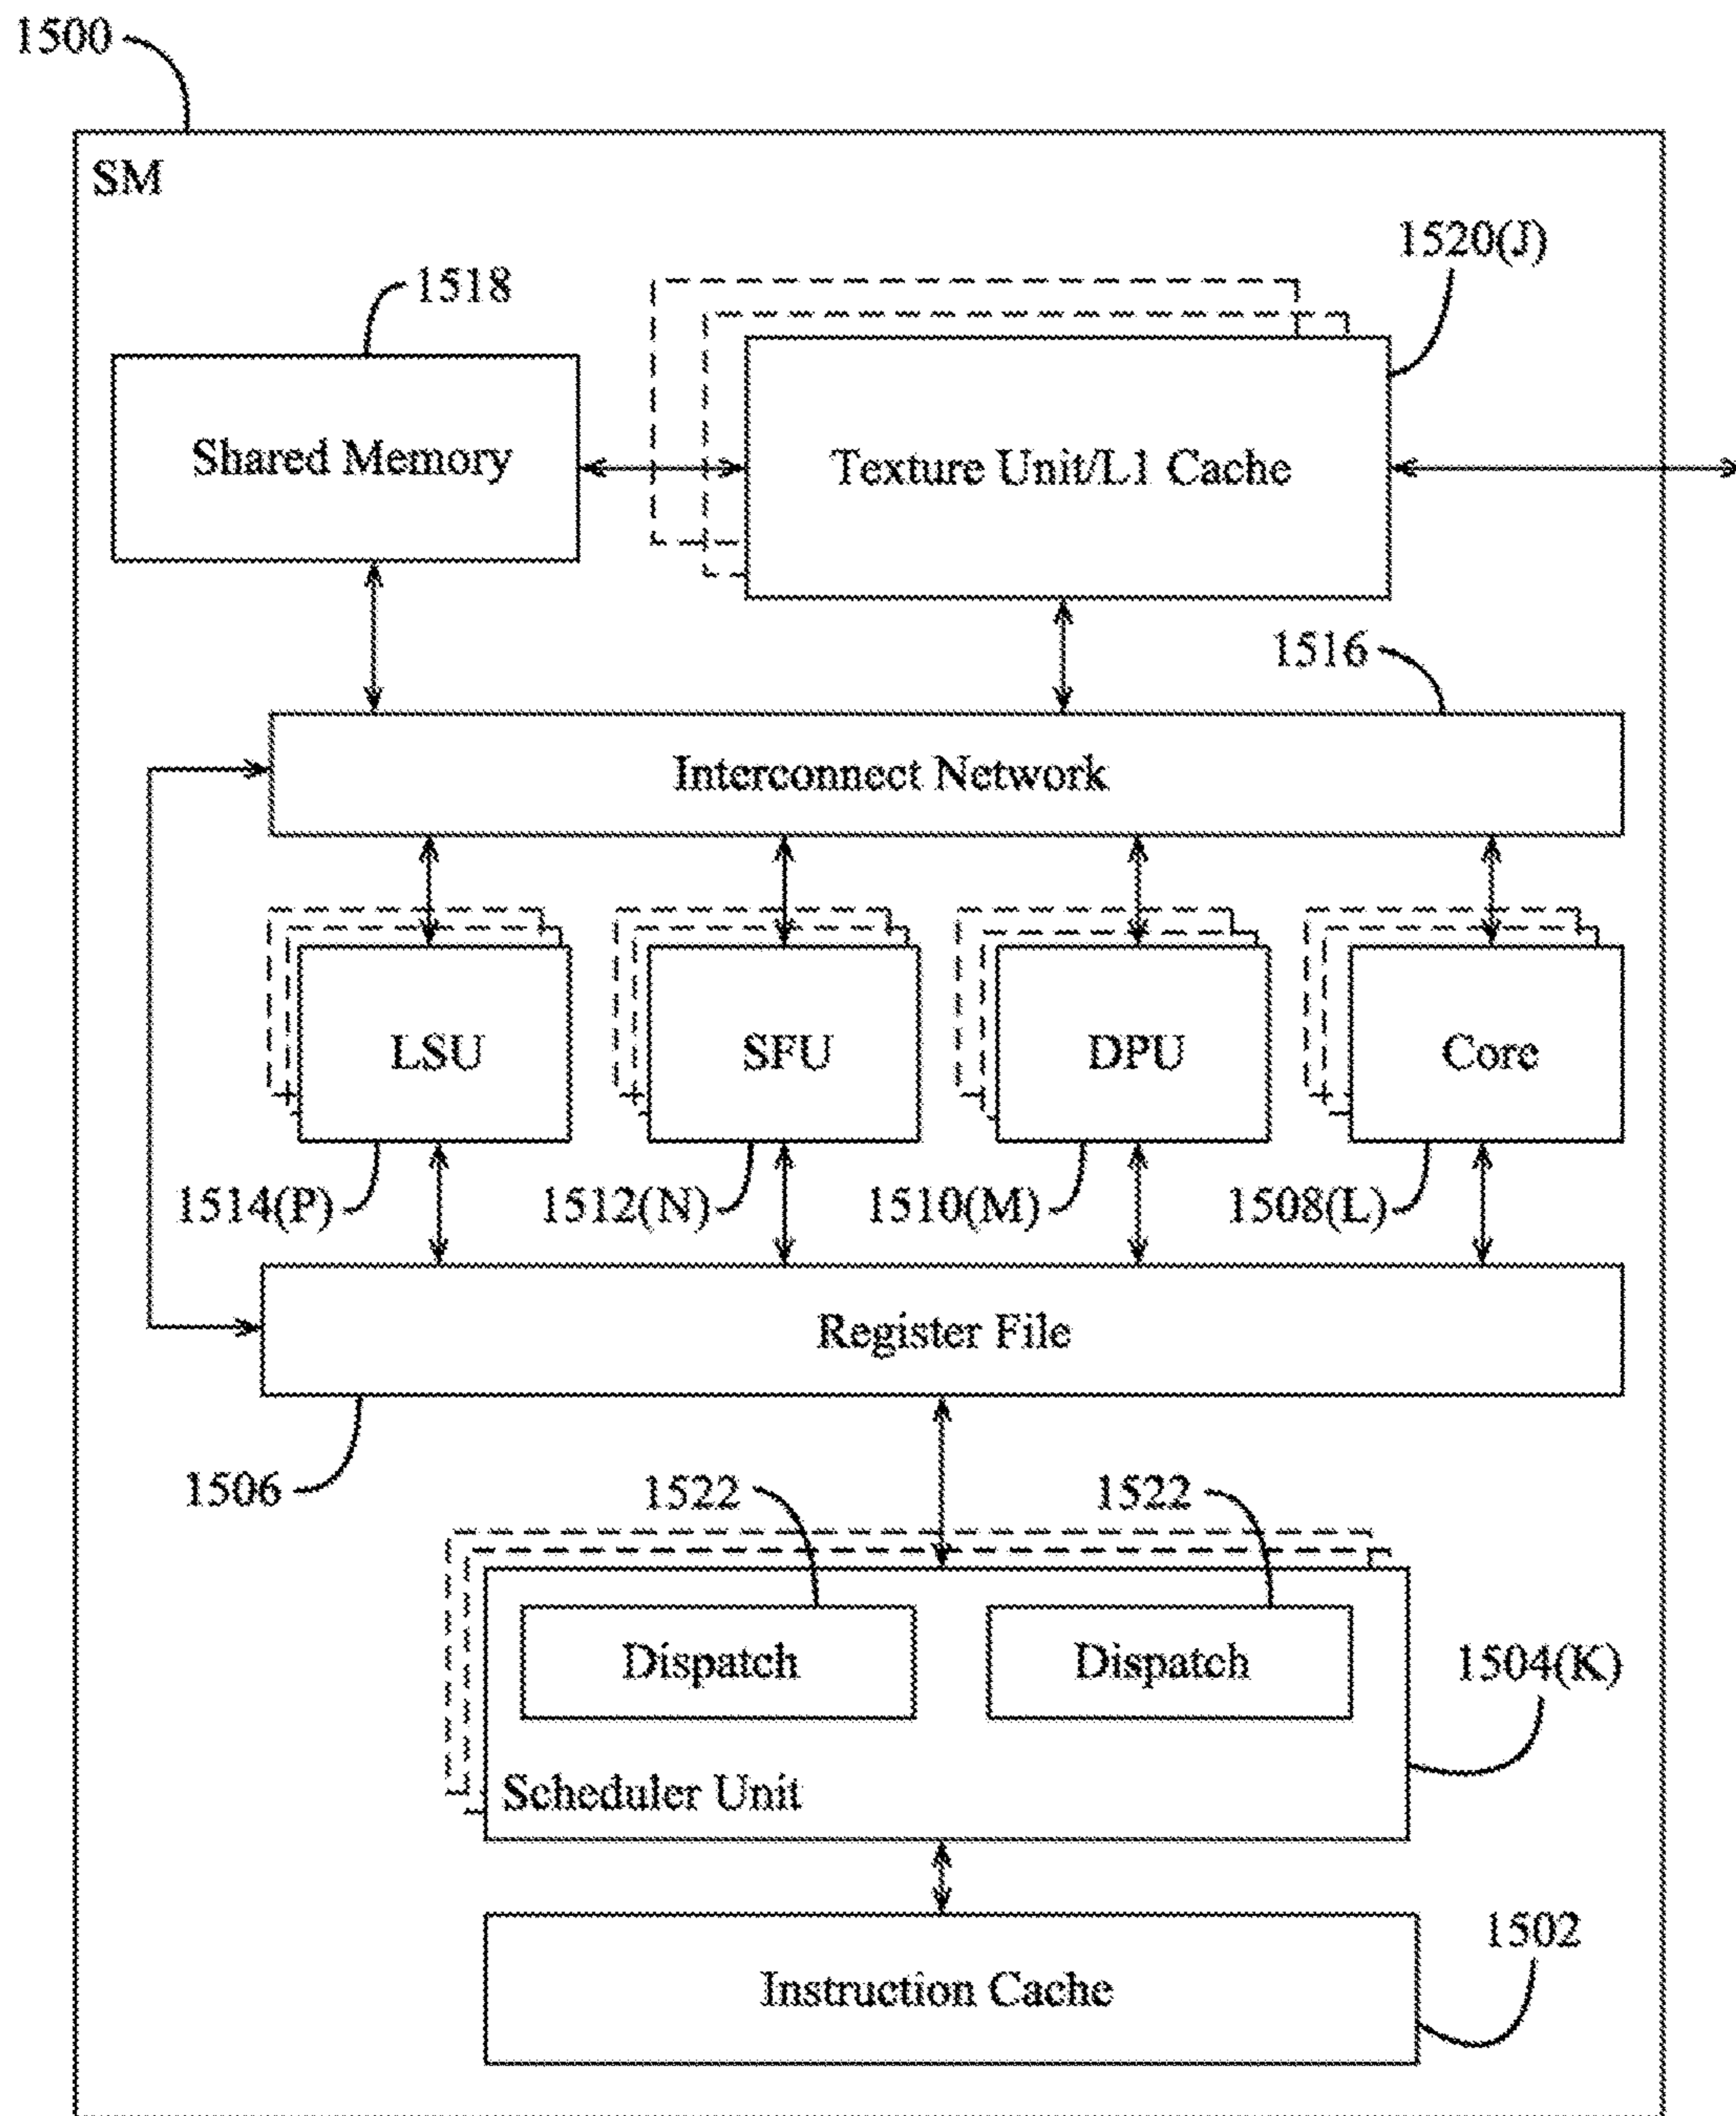 1500
SM
1520(J)
1518
Shared Memory
Texture Unit/L1 Cache
1516
Interconnect Network
LSU
SFU
DPU
Core
1514(P)
1512(N)
1510(M)
1508(L)
Register File
1506
1522
1522
Dispatch
Dispatch
1504(K)
Scheduler Unit
1502
Instruction Cache